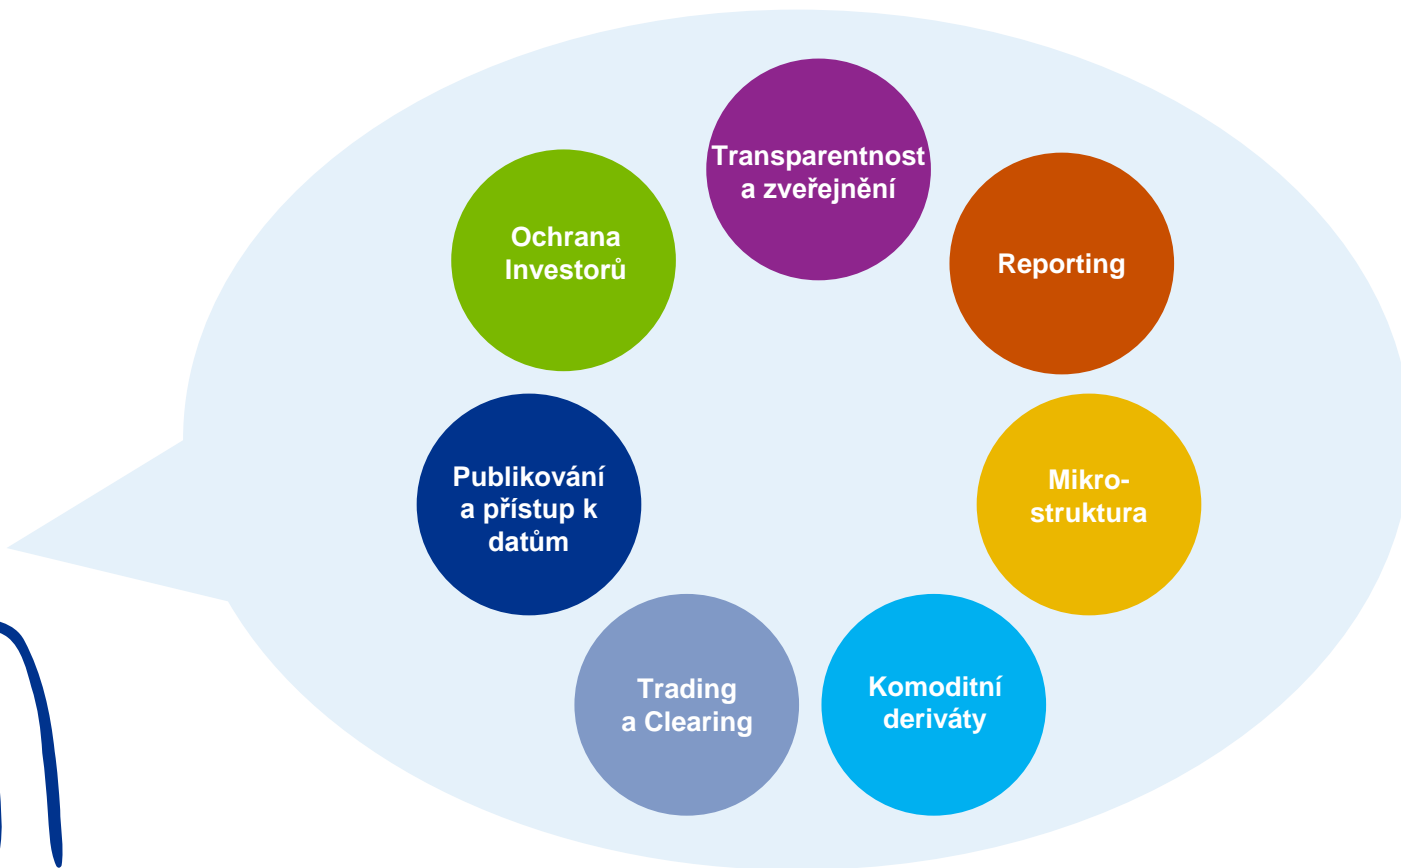 Transparentnost
a zveřejnění
Ochrana
Investorů
Reporting
Publikování
a přístup k
datům
Mikro-
struktura
Trading
a Clearing
Komoditní
deriváty